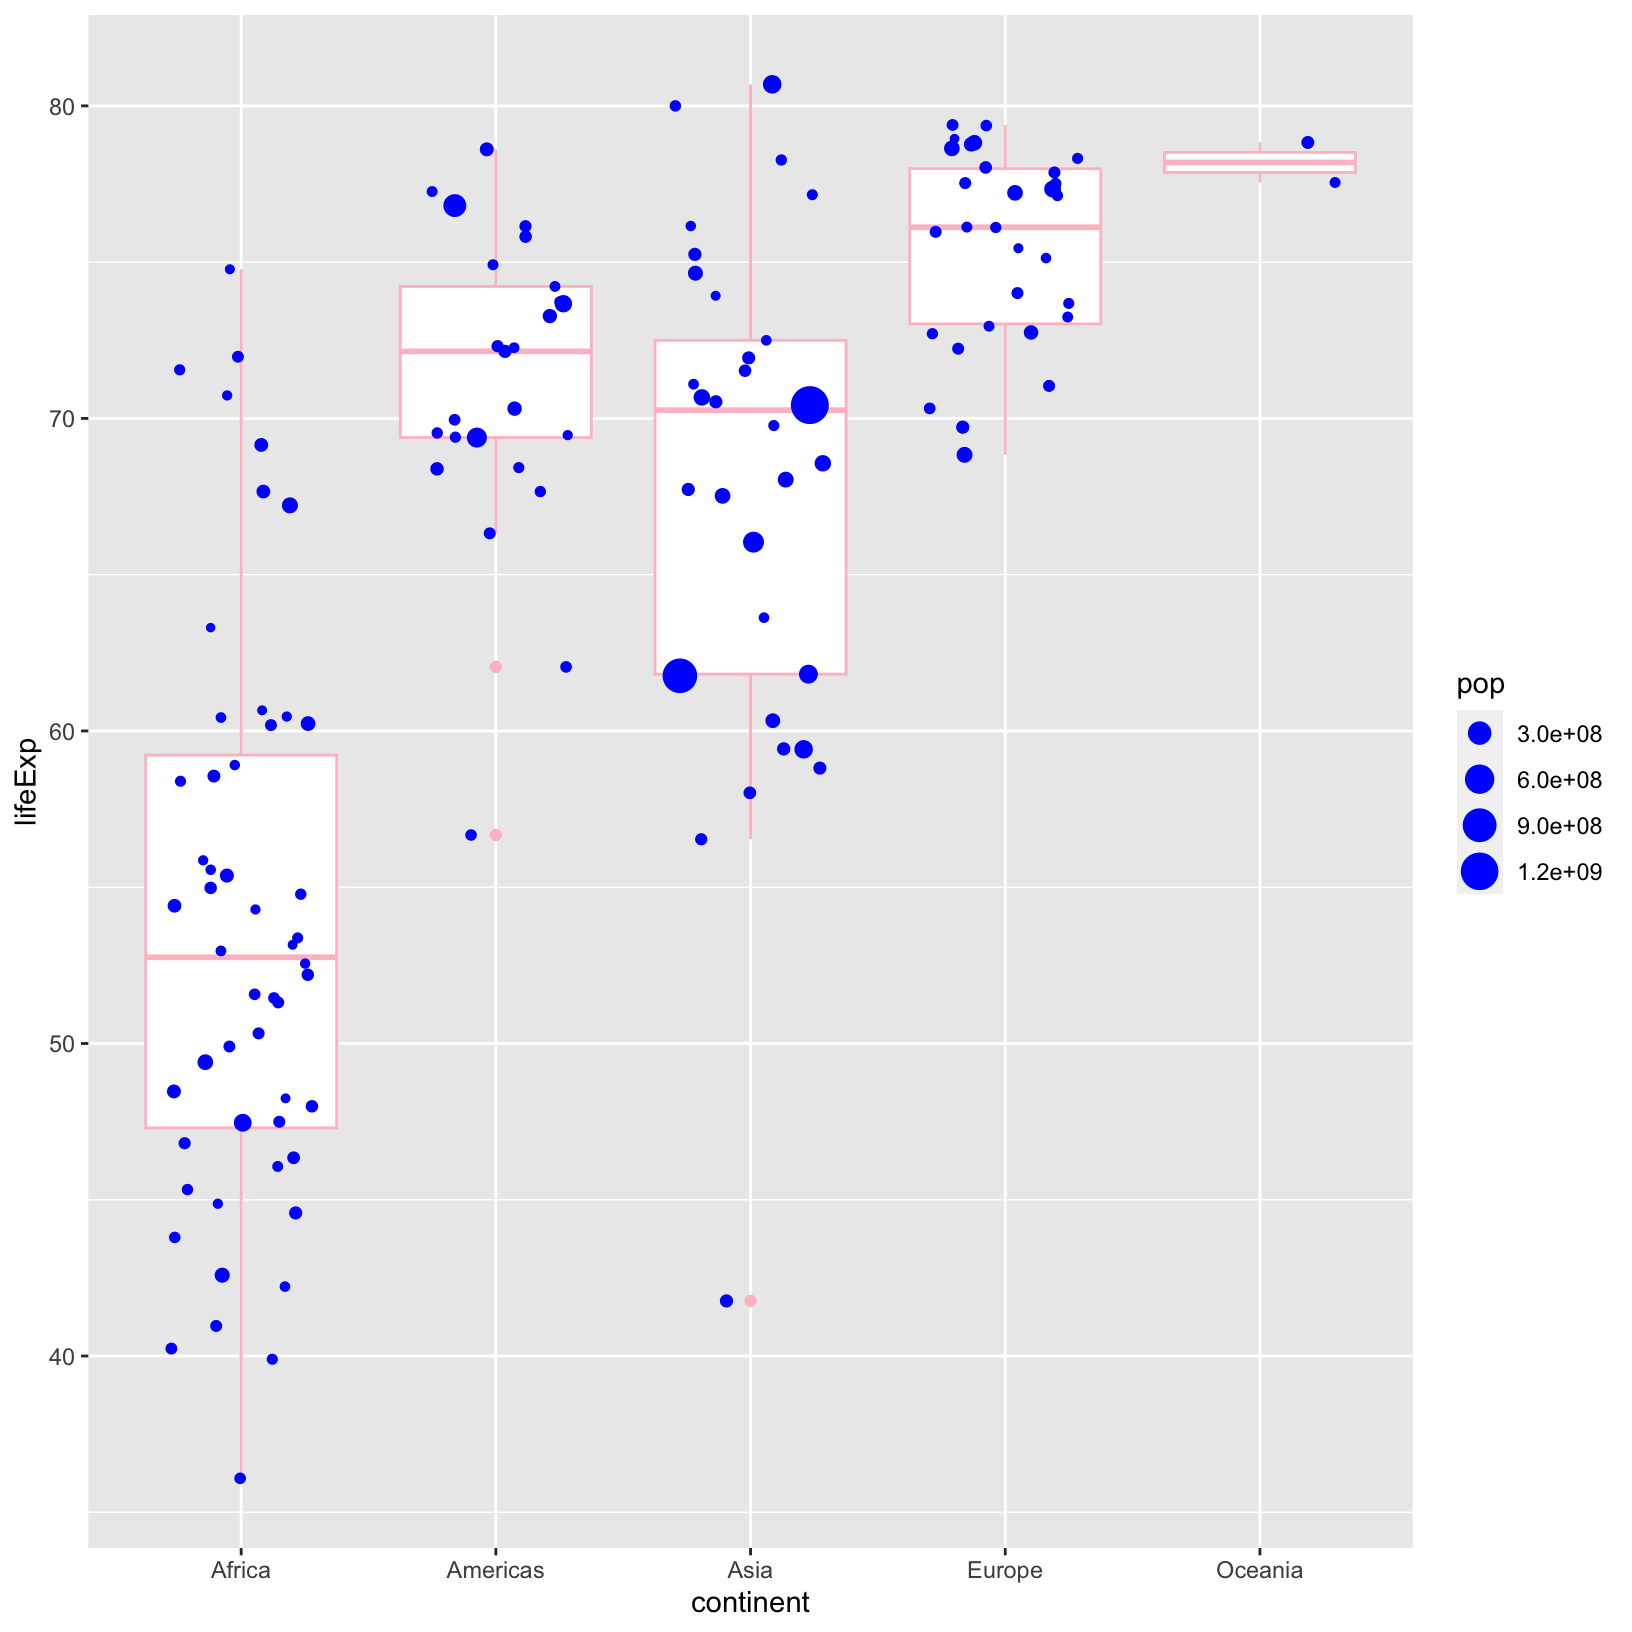 80
70
60
50
40
lifeExp
Africa
Americas
Asia
Europe
Oceania
continent
pop
3.0e+08
6.0e+08
9.0e+08
1.2e+09